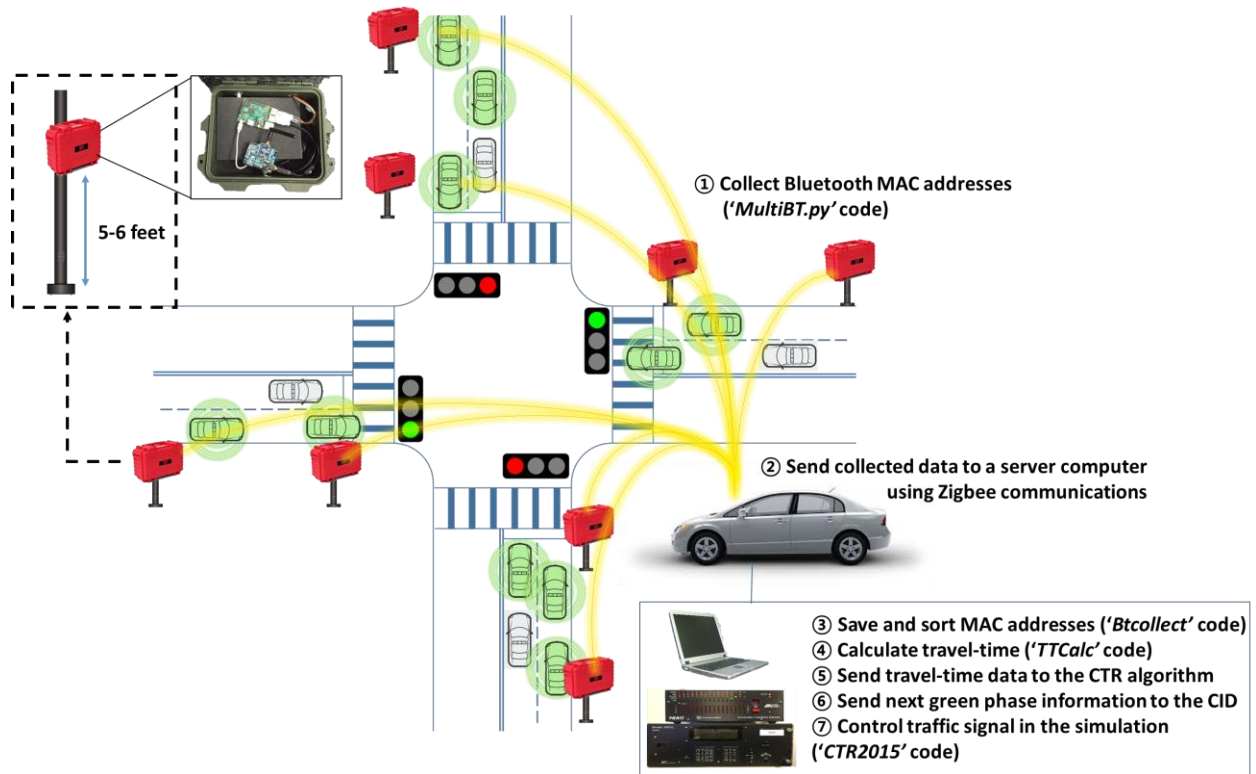 5-6 feet
① Collect Bluetooth MAC addresses
(‘MultiBT.py’ code)
② Send collected data to a server computer
using Zigbee communications
③ Save and sort MAC addresses (‘Btcollect’ code)
④ Calculate travel-time (‘TTCalc’ code)
⑤ Send travel-time data to the CTR algorithm
⑥ Send next green phase information to the CID
⑦ Control traffic signal in the simulation
(‘CTR2015’ code)